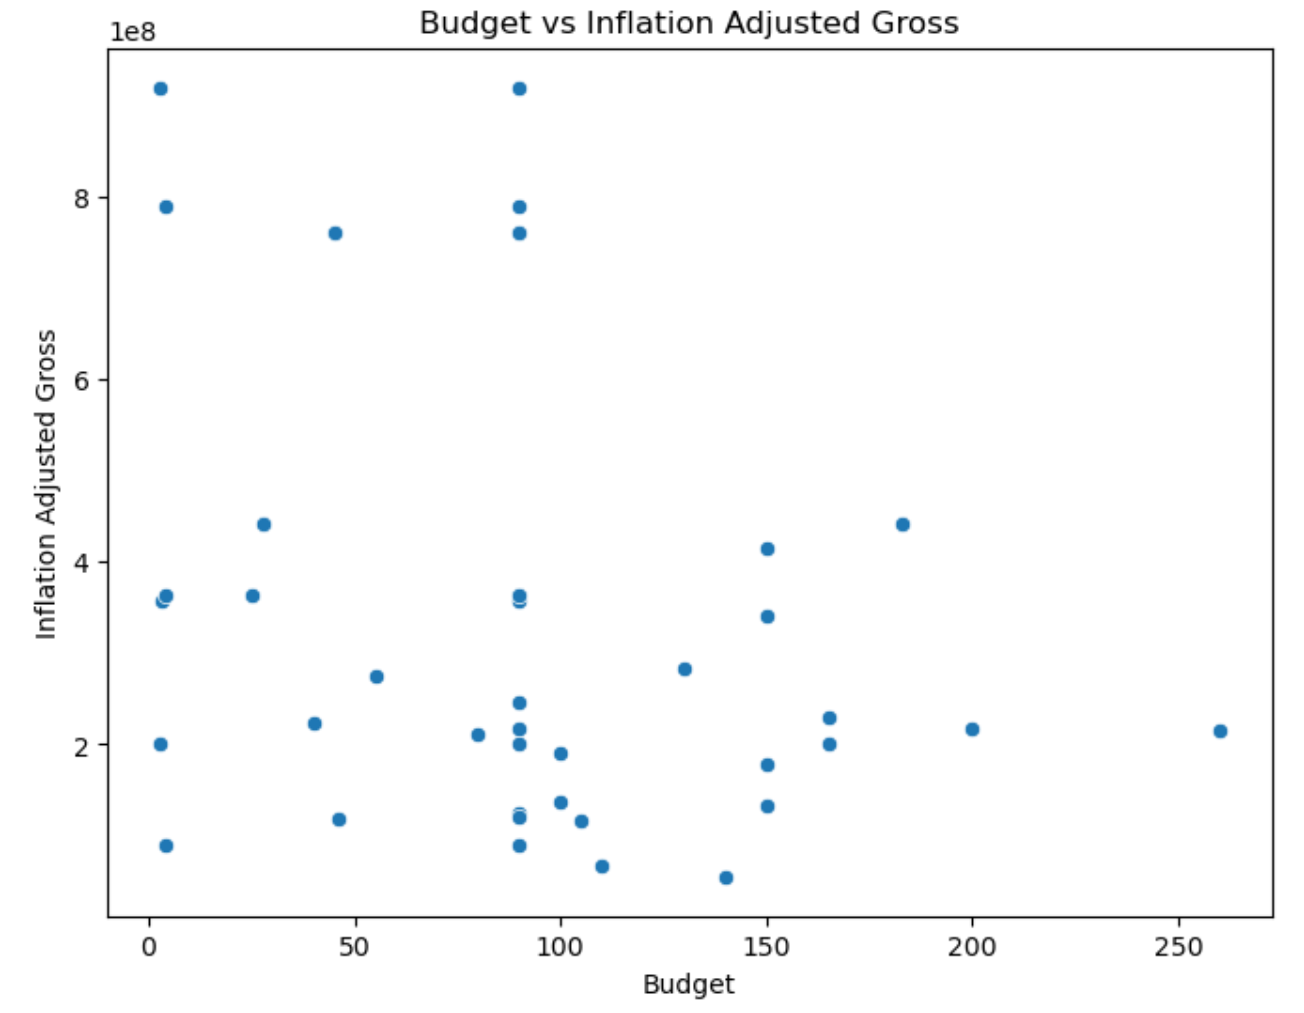 Budget vs Inflation Adjusted Gross
1e8
8
6
4
2
Inflation Adjusted Gross
0 50 100 150 200 250
Budget